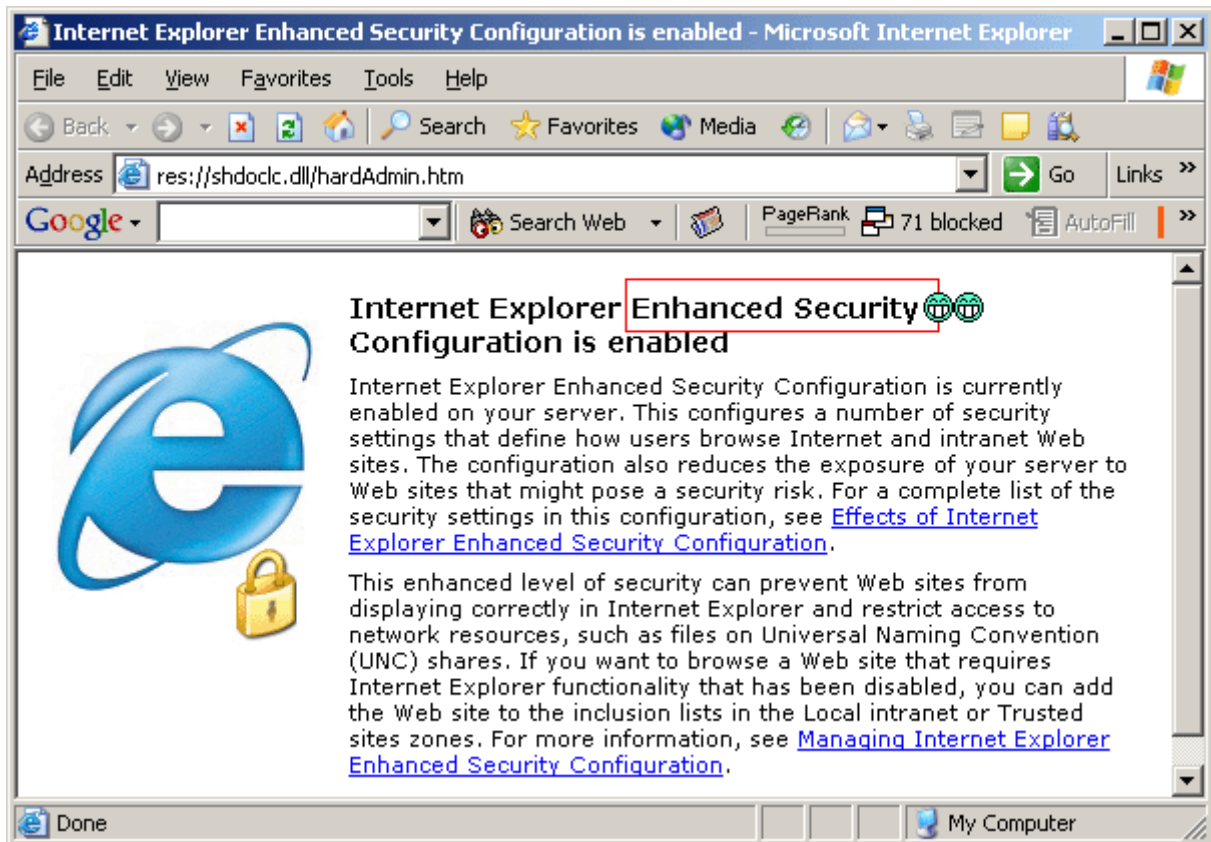 Internet Explorer Enhanced Security Configuration is enabled - Microsoft Internet Explorer
File Edit View Favorites Tools Help
Back Search Favorites Media
Address res://shdoclc.dll/hardAdmin.htm Go Links »
Google Search Web PageRank 71 blocked AutoFill »
Internet Explorer Enhanced Security
Configuration is enabled
Internet Explorer Enhanced Security Configuration is currently
enabled on your server. This configures a number of security
settings that define how users browse Internet and intranet Web
sites. The configuration also reduces the exposure of your server to
Web sites that might pose a security risk. For a complete list of the
security settings in this configuration, see Effects of Internet
Explorer Enhanced Security Configuration.
This enhanced level of security can prevent Web sites from
displaying correctly in Internet Explorer and restrict access to
network resources, such as files on Universal Naming Convention
(UNC) shares. If you want to browse a Web site that requires
Internet Explorer functionality that has been disabled, you can add
the Web site to the inclusion lists in the Local intranet or Trusted
sites zones. For more information, see Managing Internet Explorer
Enhanced Security Configuration.
Done My Computer